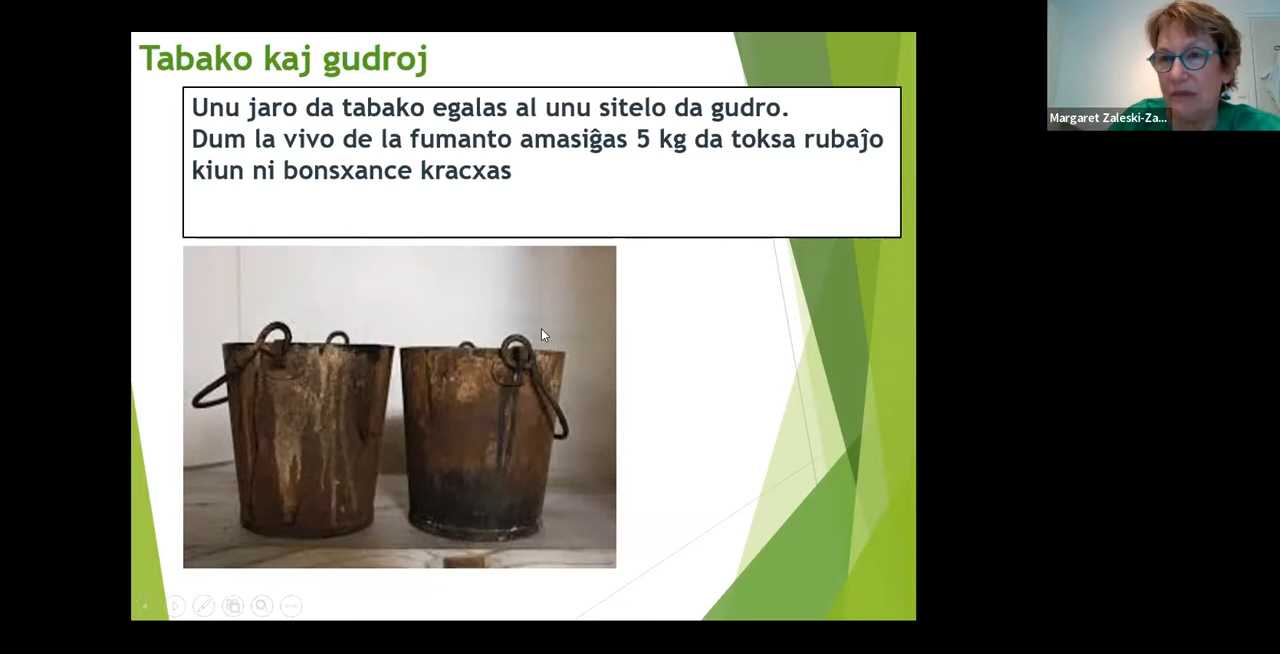 Tabako kaj gudroj
Unu jaro da tabako egalas al unu sitelo da gudro.
Dum la vivo de la fumanto amasiĝas 5 kg da toksa rubaĵo
kiun ni bonsxance kracxas
Margaret Zaleski-Za...